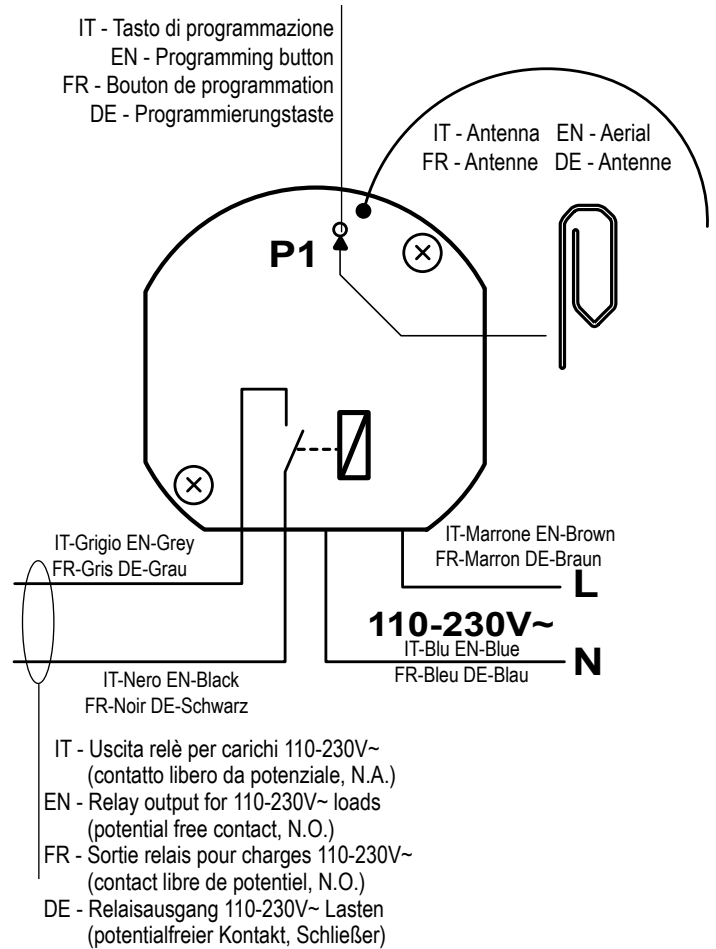 IT - Tasto di programmazione
EN - Programming button
FR - Bouton de programmation
DE - Programmierungstaste
IT - Antenna EN - Aerial
FR - Antenne DE - Antenne
P1
IT-Grigio EN-Grey
FR-Gris DE-Grau
IT-Marrone EN-Brown
FR-Marron DE-Braun
L
110-230V~
IT-Blu EN-Blue
FR-Bleu DE-Blau
N
IT-Nero EN-Black
FR-Noir DE-Schwarz
IT - Uscita relè per carichi 110-230V~
(contatto libero da potenziale, N.A.)
EN - Relay output for 110-230V~ loads
(potential free contact, N.O.)
FR - Sortie relais pour charges 110-230V~
(contact libre de potentiel, N.O.)
DE - Relaisausgang 110-230V~ Lasten
(potentialfreier Kontakt, Schließer)